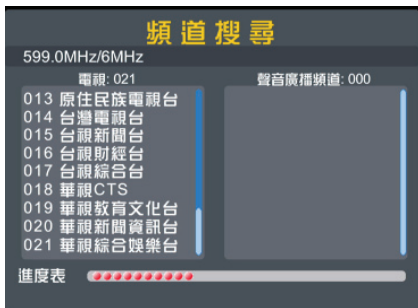 頻道搜尋
599.0MHz/6MHz
電視: 021
聲音廣播頻道: 000
013 原住民族電視台
014 台灣電視台
015 台視新聞台
016 台視財經台
017 台視綜合台
018 華視CTS
019 華視教育文化台
020 華視新聞資訊台
021 華視綜合娛樂台
進度表